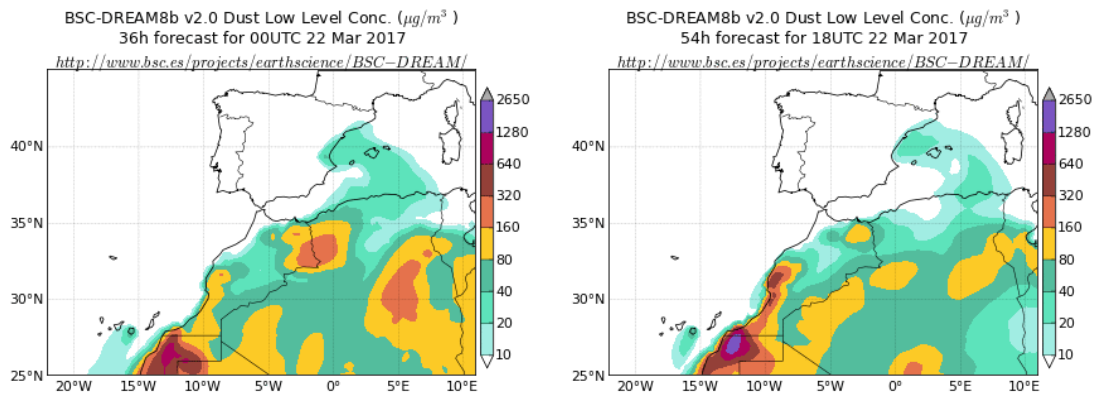 BSC-DREAM8b v2.0 Dust Low Level Conc. (μg/m³ )
36h forecast for 00UTC 22 Mar 2017
http://www.bsc.es/projects/earthscience/BSC−DREAM/
40°N
35°N
30°N
25°N
20°W
15°W
10°W
5°W
0°
5°E
10°E
2650
1280
640
320
160
80
40
20
10
BSC-DREAM8b v2.0 Dust Low Level Conc. (μg/m³ )
54h forecast for 18UTC 22 Mar 2017
http://www.bsc.es/projects/earthscience/BSC−DREAM/
40°N
35°N
30°N
25°N
20°W
15°W
10°W
5°W
0°
5°E
10°E
2650
1280
640
320
160
80
40
20
10